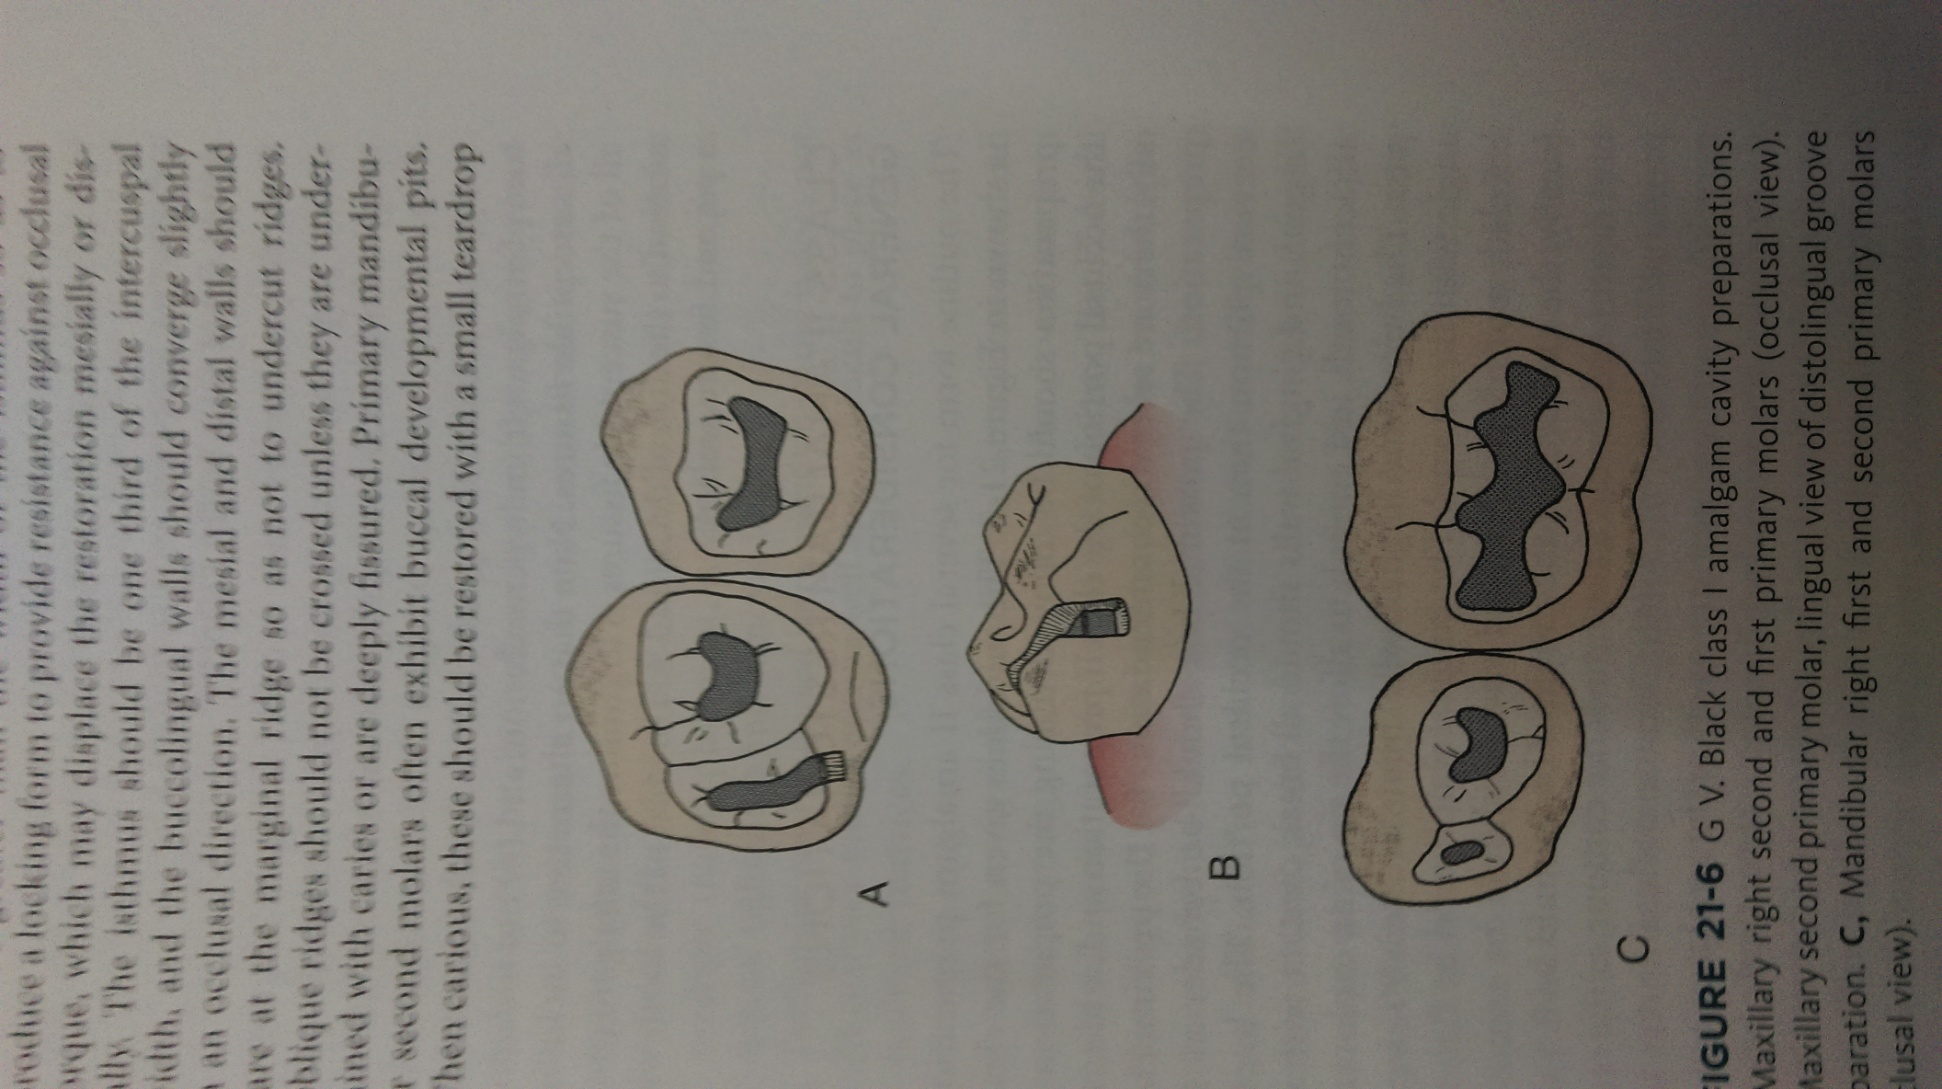 roduce a locking form to provide resistance against occlusal
rque, which may displace the restoration mesially or dis-
lly. The isthmus should be one third of the intercuspal
idth, and the buccolingual walls should converge slightly
an occlusal direction. The mesial and distal walls should
are at the marginal ridge so as not to undercut ridges.
blique ridges should not be crossed unless they are under-
ined with caries or are deeply fissured. Primary mandibu-
r second molars often exhibit buccal developmental pits.
hen carious, these should be restored with a small teardrop
A
B
C
FIGURE 21-6 G V. Black class I amalgam cavity preparations.
Maxillary right second and first primary molars (occlusal view).
axillary second primary molar, lingual view of distolingual groove
paration. C, Mandibular right first and second primary molars
lusal view).